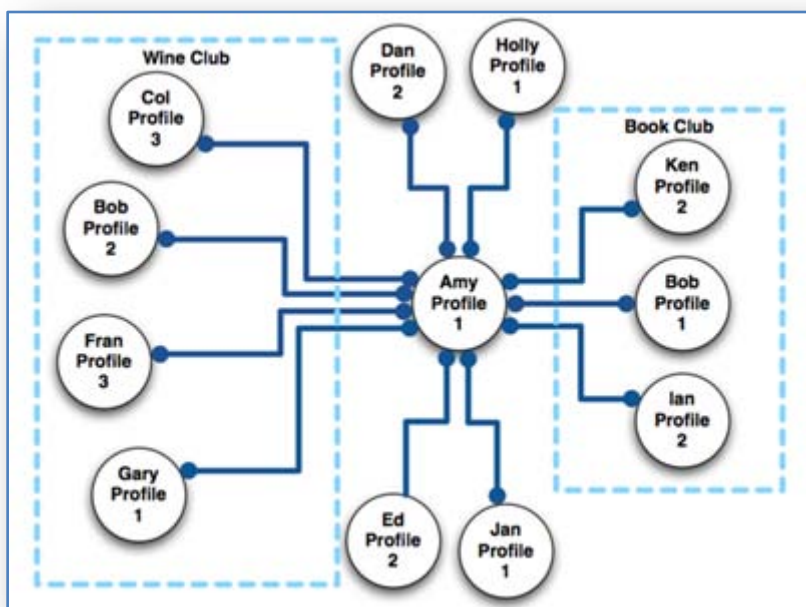 Wine Club
Col
Profile
3
Bob
Profile
2
Fran
Profile
3
Gary
Profile
1
Dan
Profile
2
Holly
Profile
1
Amy
Profile
1
Ed
Profile
2
Jan
Profile
1
Book Club
Ken
Profile
2
Bob
Profile
1
Ian
Profile
2